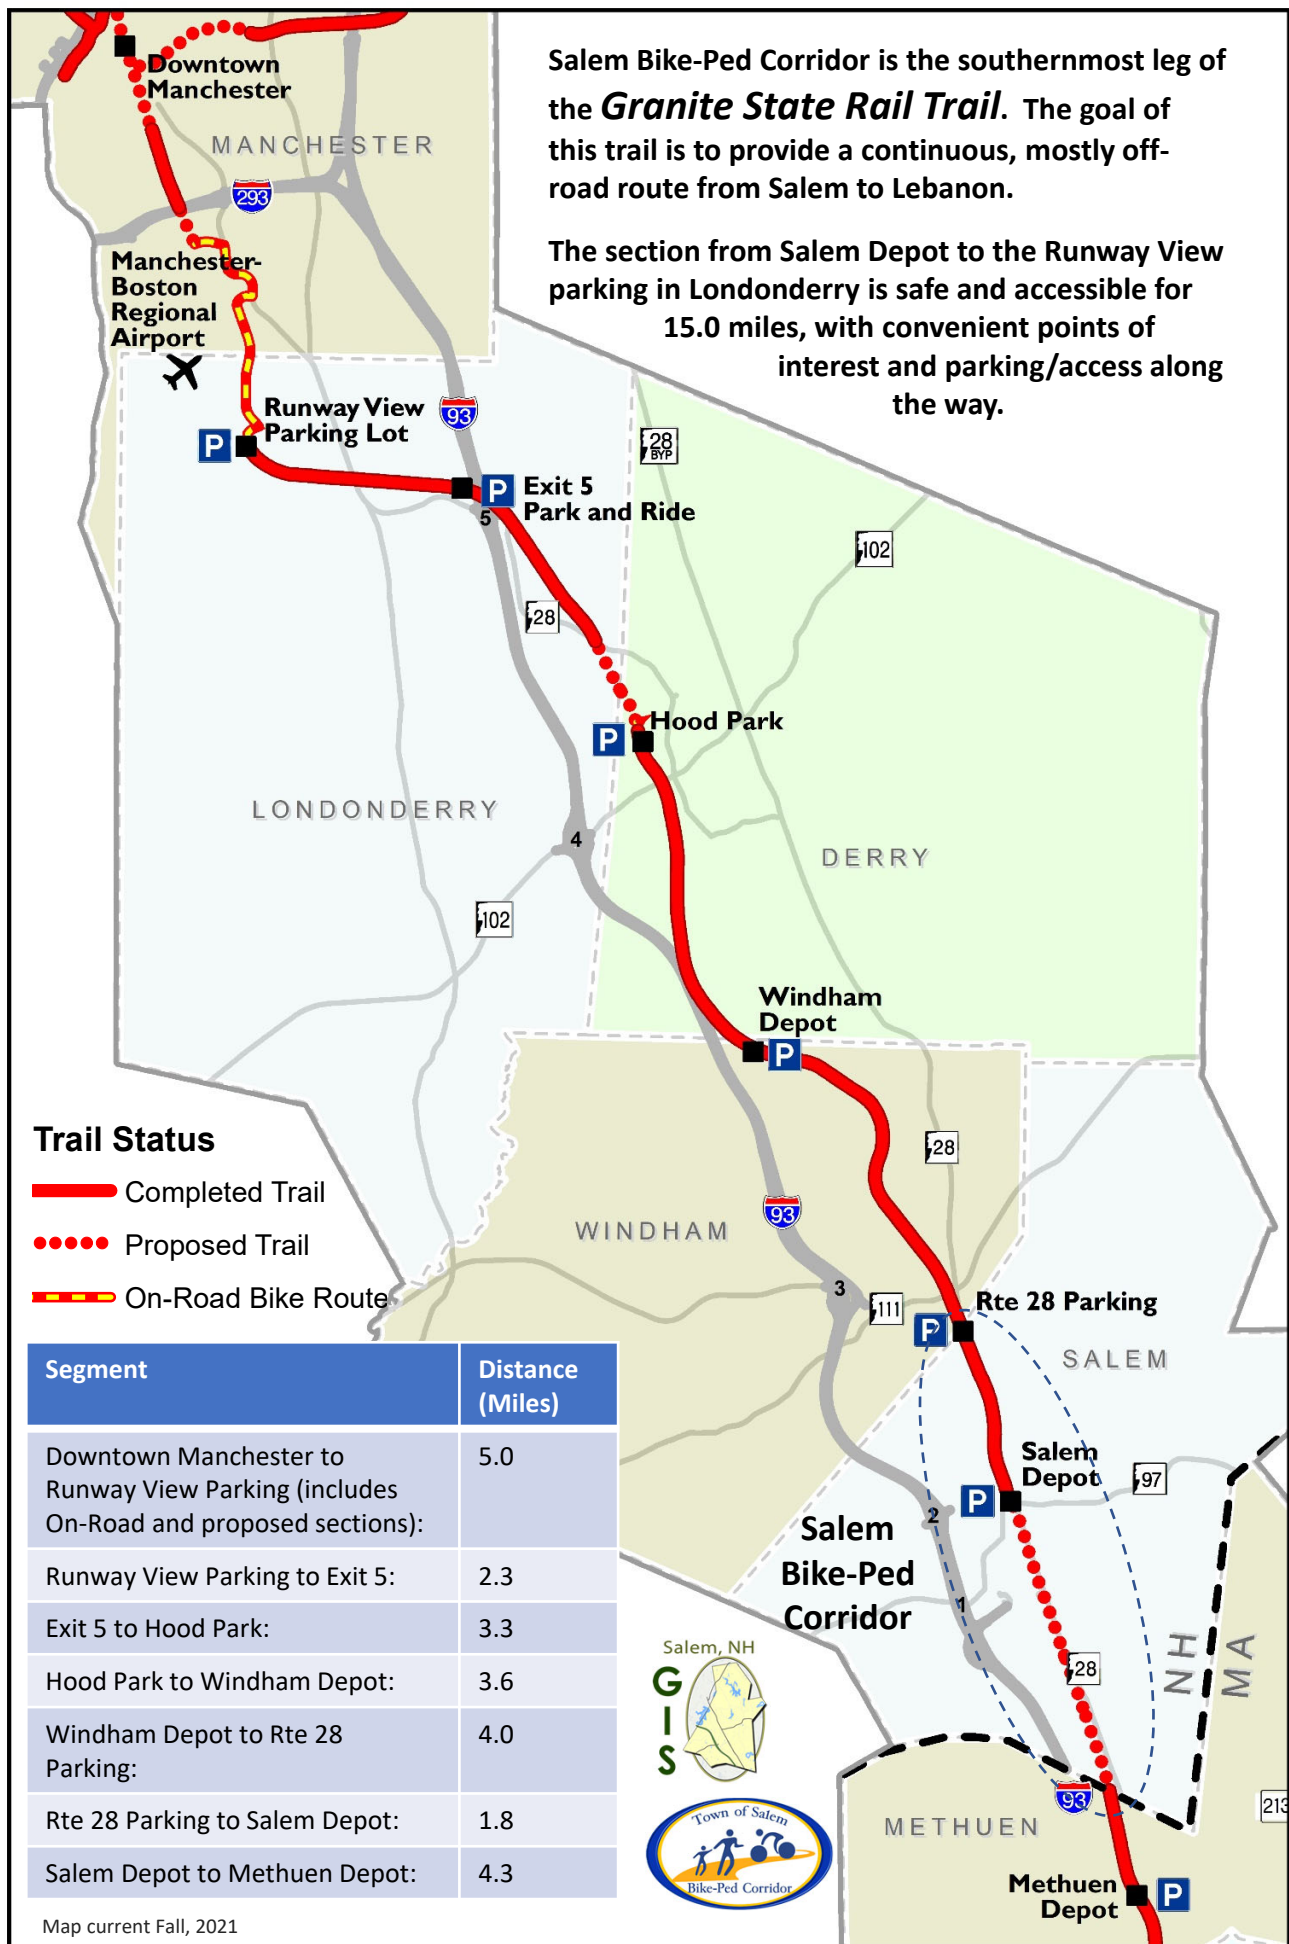 Downtown
Manchester
MANCHESTER
293
Salem Bike-Ped Corridor is the southernmost leg of
the Granite State Rail Trail. The goal of
this trail is to provide a continuous, mostly off-
road route from Salem to Lebanon.
The section from Salem Depot to the Runway View
parking in Londonderry is safe and accessible for
15.0 miles, with convenient points of
interest and parking/access along
the way.
Manchester-
Boston
Regional
Airport
Runway View
Parking Lot
P
93
28
BYP
P
Exit 5
Park and Ride
5
102
28
Hood Park
P
LONDONDERRY
4
DERRY
102
Windham
Depot
P
28
WINDHAM
93
3
111
Rte 28 Parking
P
SALEM
Salem
Depot
P
97
2
Salem
Bike-Ped
Corridor
1
28
NH
MA
93
213
METHUEN
Methuen
Depot
P
Trail Status
Completed Trail
Proposed Trail
On-Road Bike Route
Segment
Distance
(Miles)
Downtown Manchester to
Runway View Parking (includes
On-Road and proposed sections):
5.0
Runway View Parking to Exit 5:
2.3
Exit 5 to Hood Park:
3.3
Hood Park to Windham Depot:
3.6
Windham Depot to Rte 28
Parking:
4.0
Rte 28 Parking to Salem Depot:
1.8
Salem Depot to Methuen Depot:
4.3
Map current Fall, 2021
Salem, NH
GIS
Town of Salem
Bike-Ped Corridor